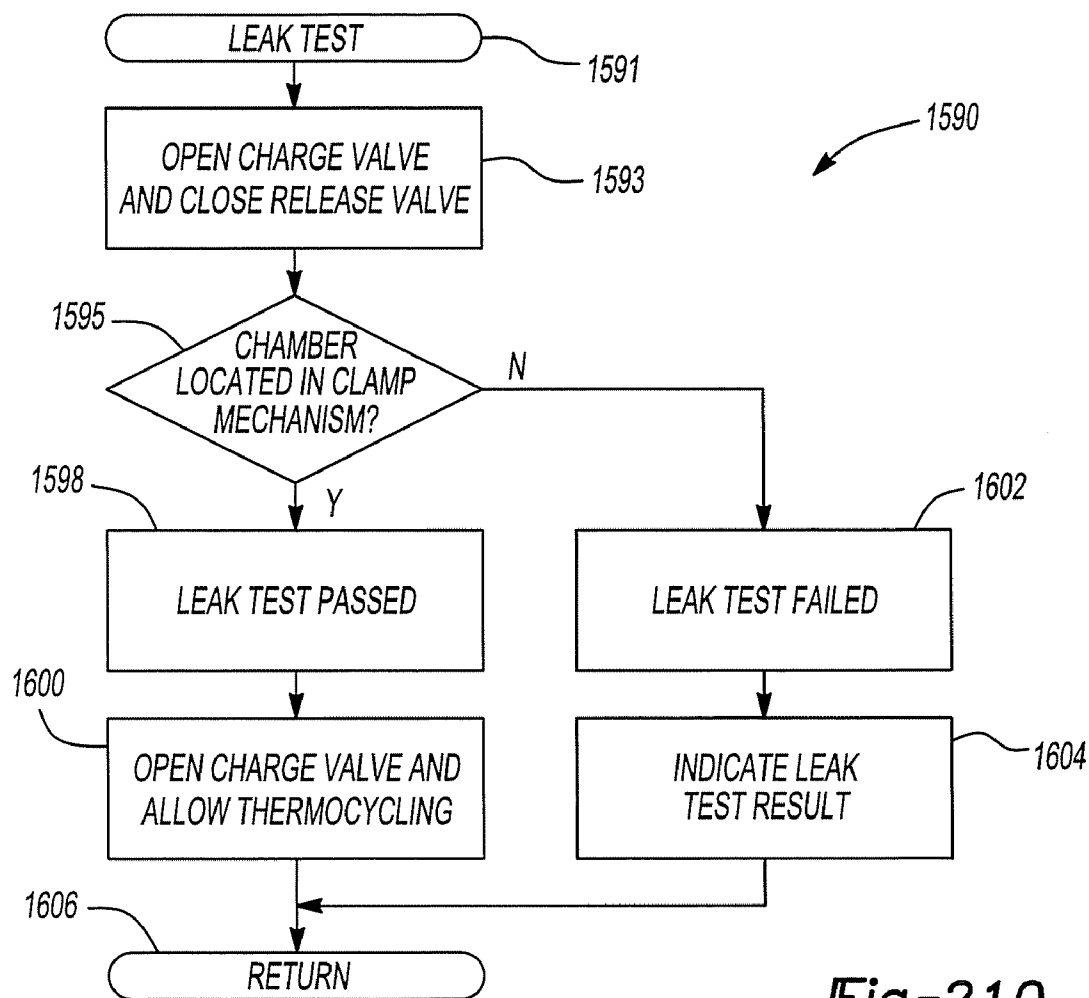 LEAK TEST
1591
1590
OPEN CHARGE VALVE
AND CLOSE RELEASE VALVE
1593
1595
CHAMBER
LOCATED IN CLAMP
MECHANISM?
N
Y
1598
1602
LEAK TEST PASSED
LEAK TEST FAILED
1600
OPEN CHARGE VALVE AND
ALLOW THERMOCYCLING
INDICATE LEAK
TEST RESULT
1604
1606
RETURN
Fig-210